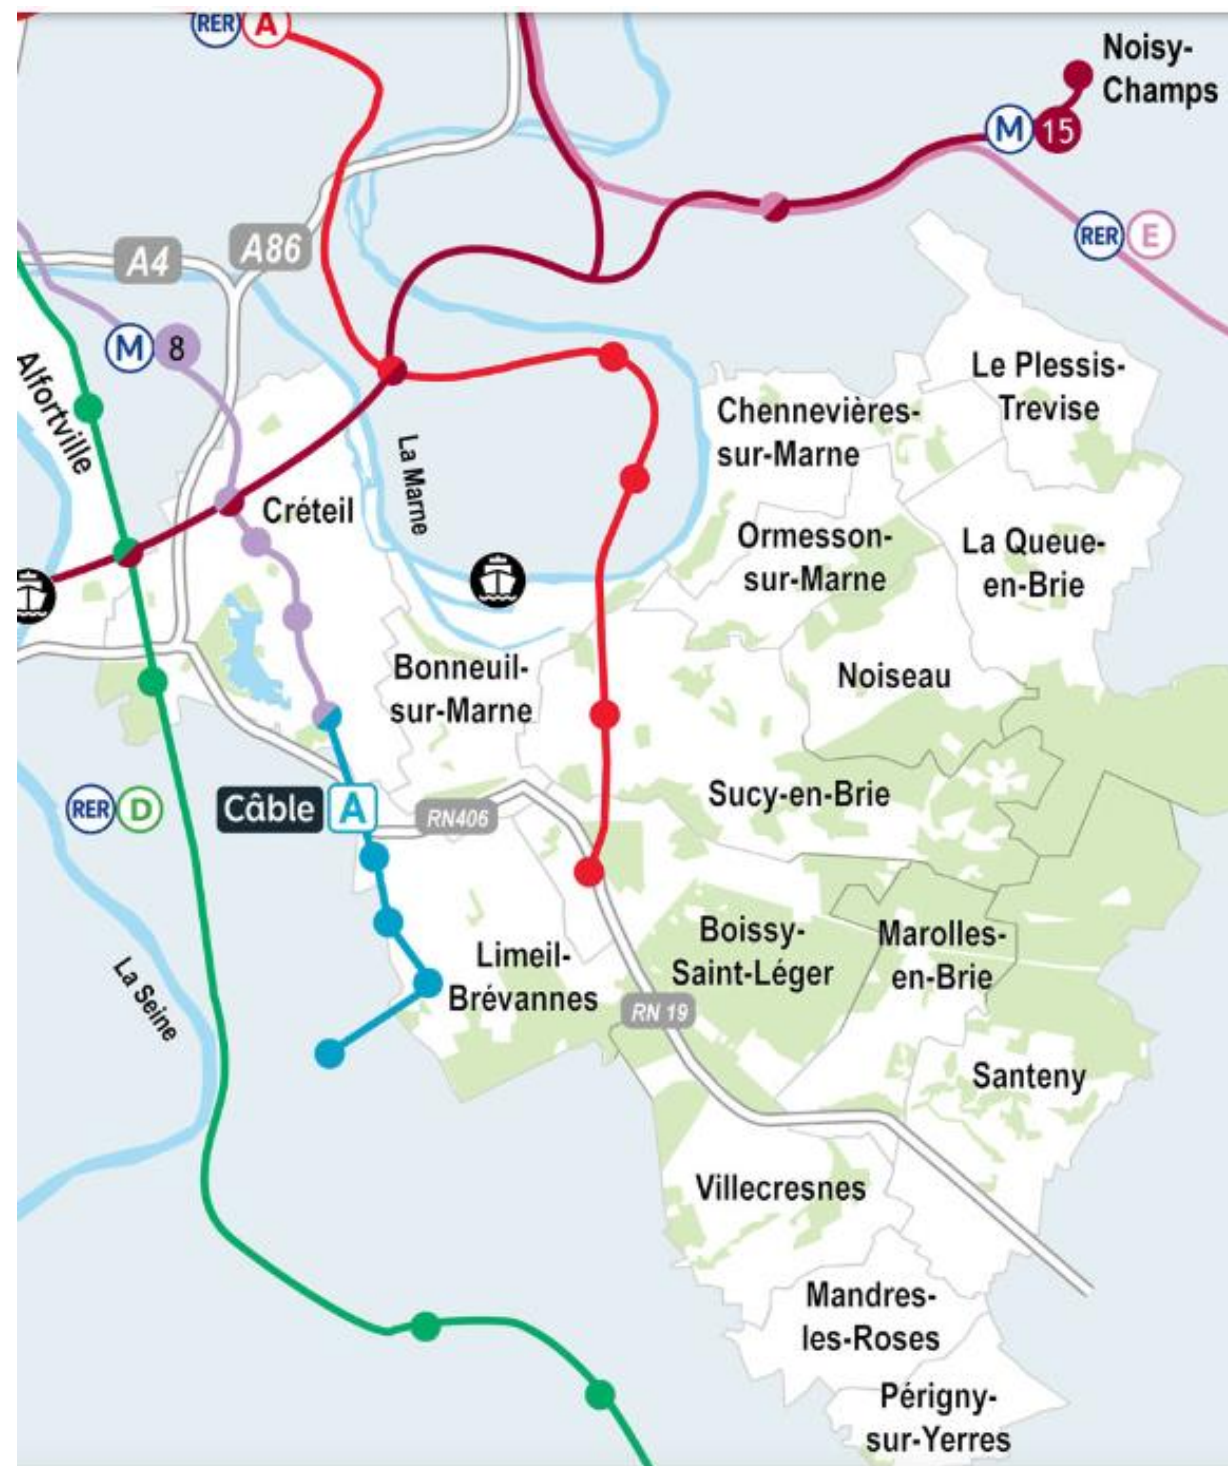 RER A
Noisy-
Champs
M 15
A4
A86
RER E
M 8
Alfortville
Le Plessis-
Trevise
Chennevières-
sur-Marne
La Marne
Créteil
Ormesson-
sur-Marne
La Queue-
en-Brie
Bonneuil-
sur-Marne
Noiseau
RER D
Câble A
RN406
Sucy-en-Brie
Boissy-
Saint-Léger
Marolles-
en-Brie
Limeil-
Brévannes
La Seine
RN 19
Santeny
Villecresnes
Mandres-
les-Roses
Périgny-
sur-Yerres